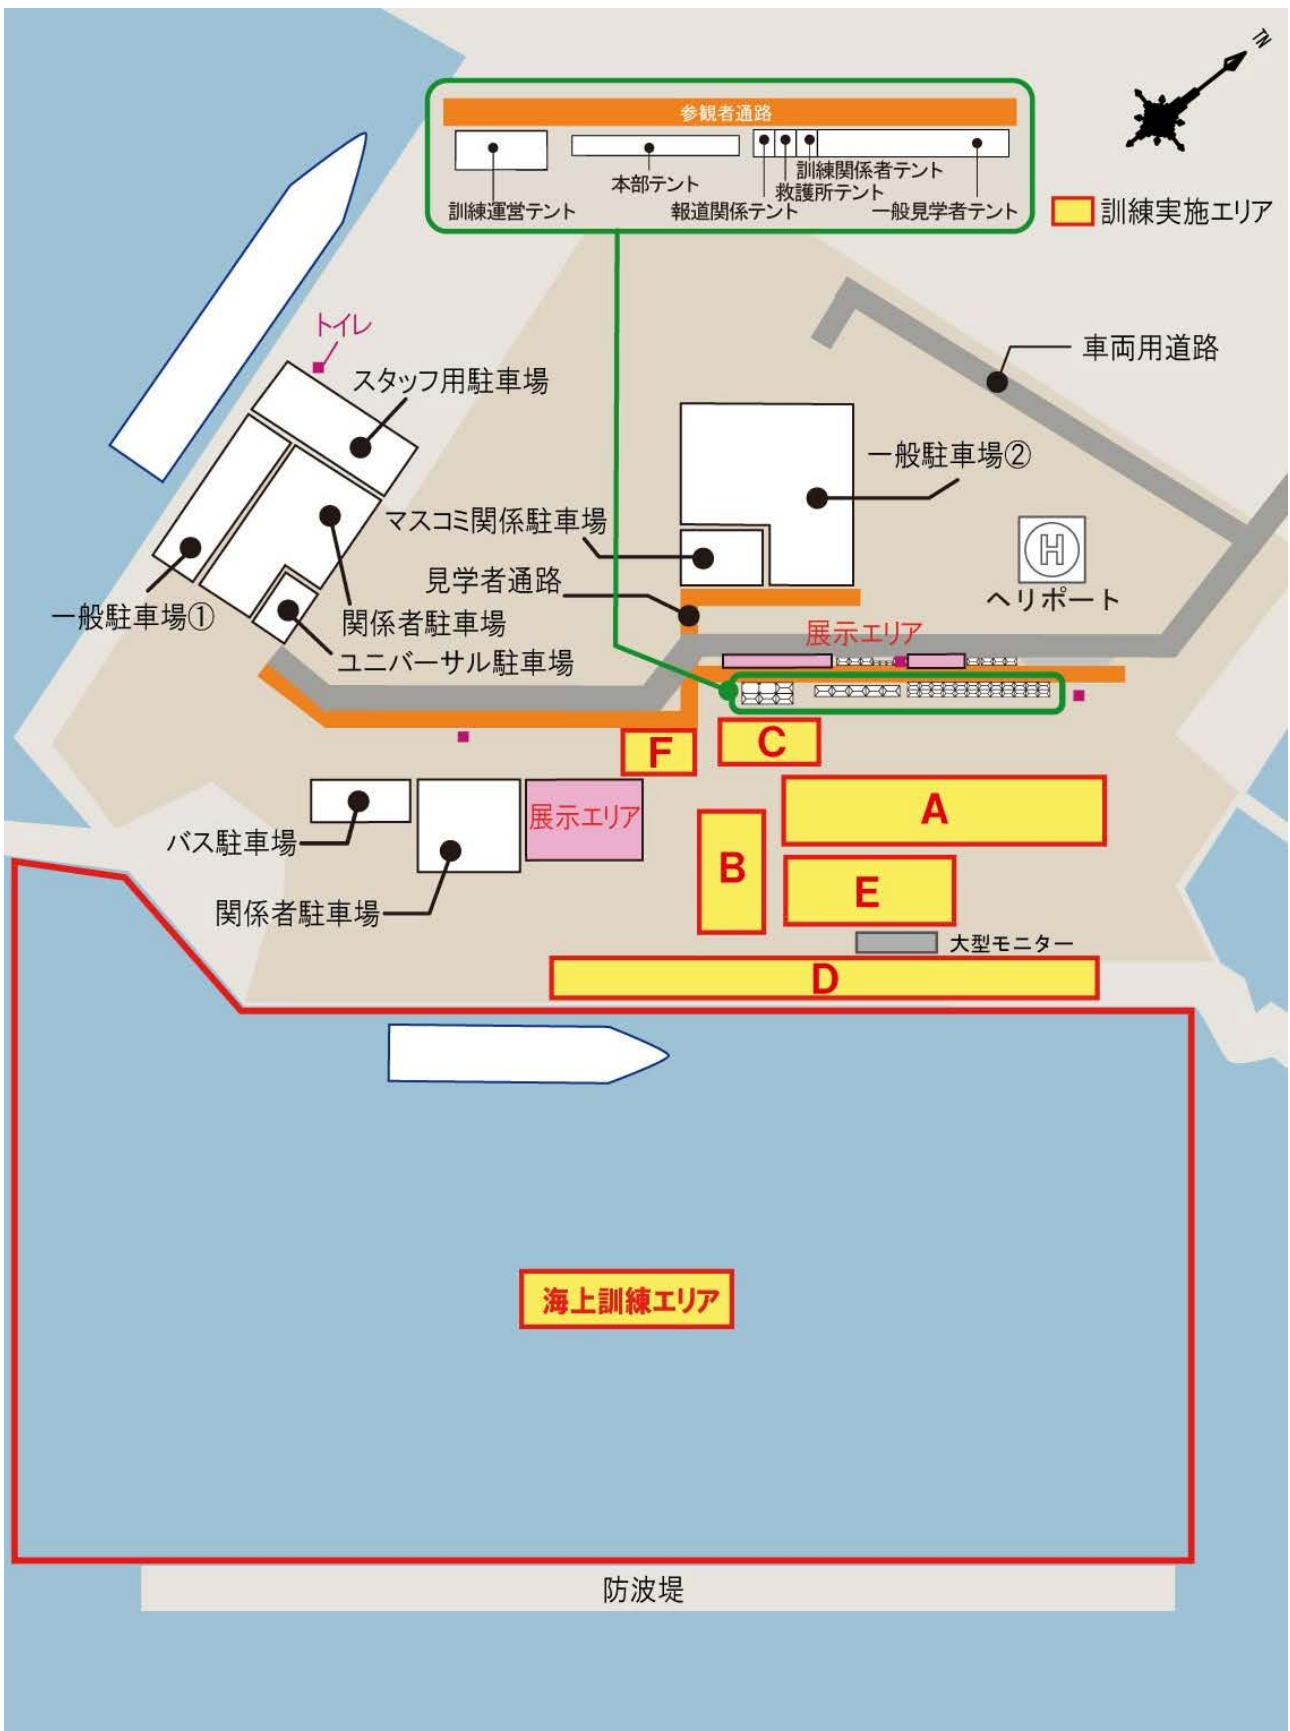 TN
参観者通路
訓練関係者テント
本部テント
救護所テント
訓練運営テント
報道関係テント
一般見学者テント
訓練実施エリア
トイレ
車両用道路
スタッフ用駐車場
一般駐車場②
マスコミ関係駐車場
H
見学者通路
ヘリポート
一般駐車場①
関係者駐車場
展示エリア
ユニバーサル駐車場
F
C
A
展示エリア
バス駐車場
B
E
関係者駐車場
大型モニター
D
海上訓練エリア
防波堤